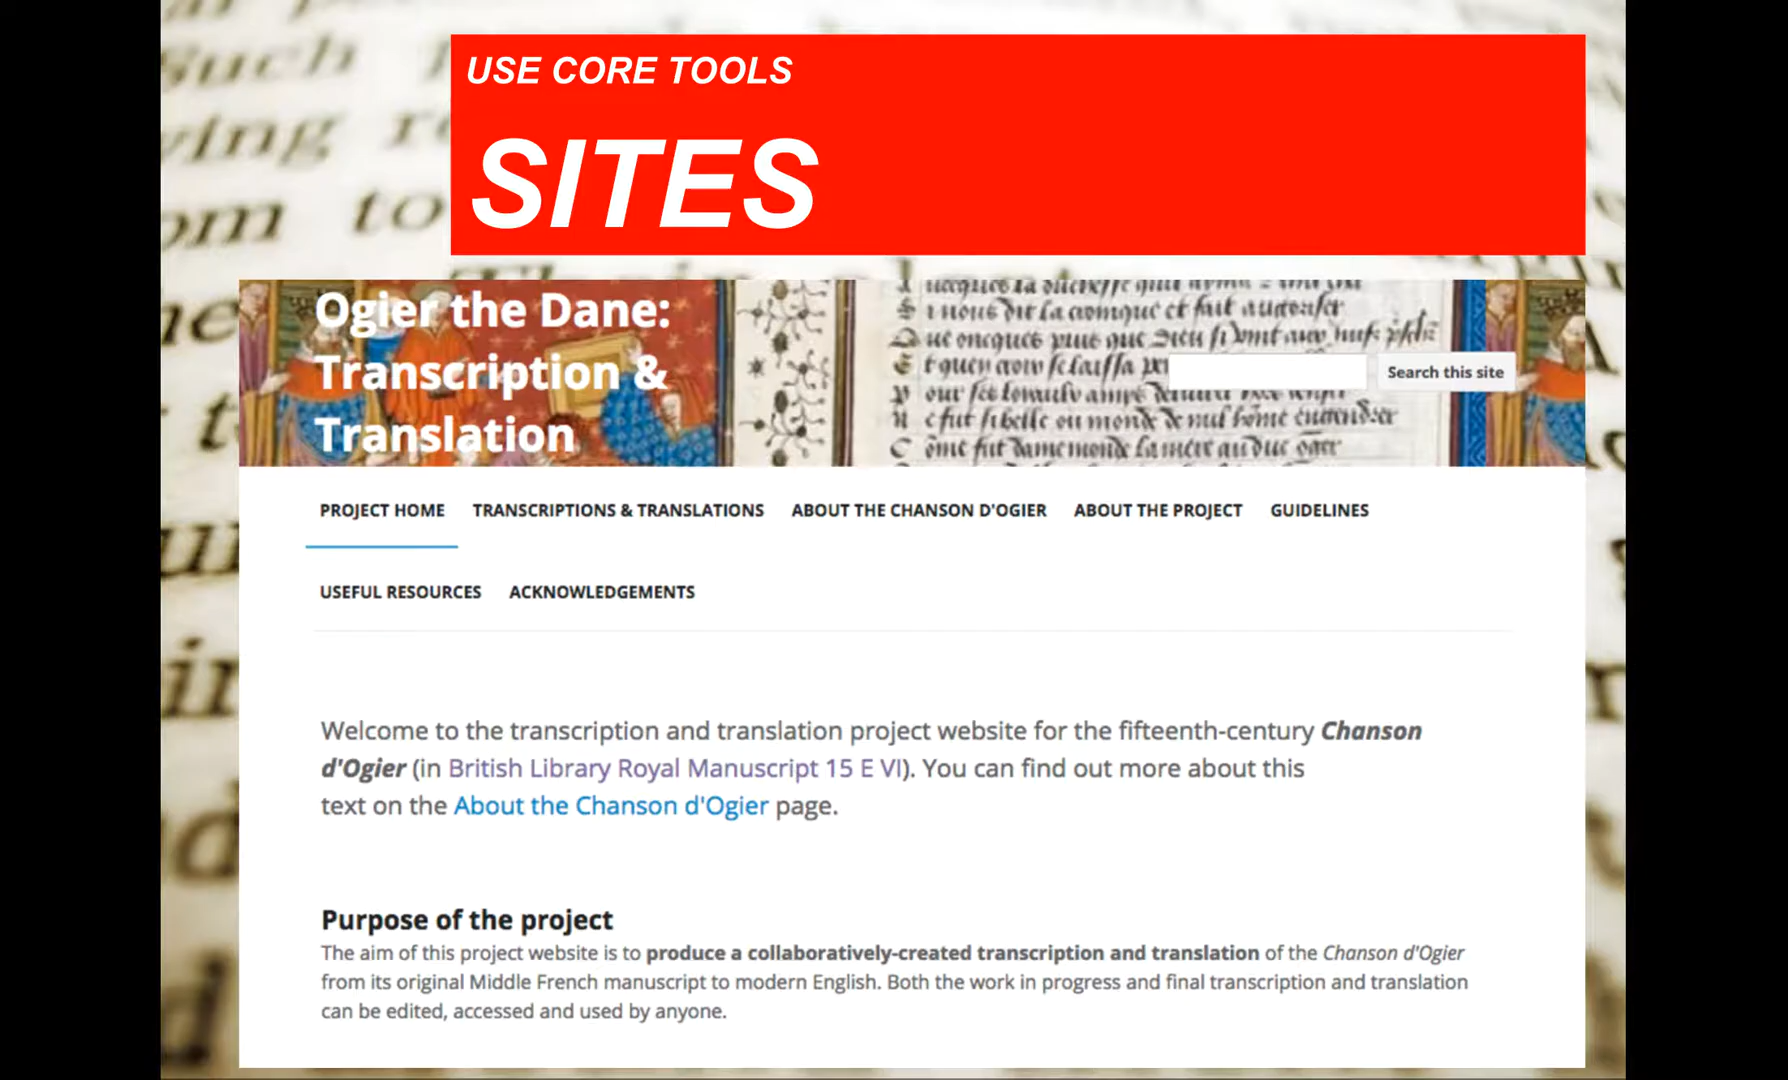 USE CORE TOOLS
SITES
Ogier the Dane:
Transcription &
Translation
Search this site
PROJECT HOME TRANSCRIPTIONS & TRANSLATIONS ABOUT THE CHANSON D'OGIER ABOUT THE PROJECT GUIDELINES
USEFUL RESOURCES ACKNOWLEDGEMENTS
Welcome to the transcription and translation project website for the fifteenth-century Chanson
d'Ogier (in British Library Royal Manuscript 15 E VI). You can find out more about this
text on the About the Chanson d'Ogier page.
Purpose of the project
The aim of this project website is to produce a collaboratively-created transcription and translation of the Chanson d'Ogier
from its original Middle French manuscript to modern English. Both the work in progress and final transcription and translation
can be edited, accessed and used by anyone.